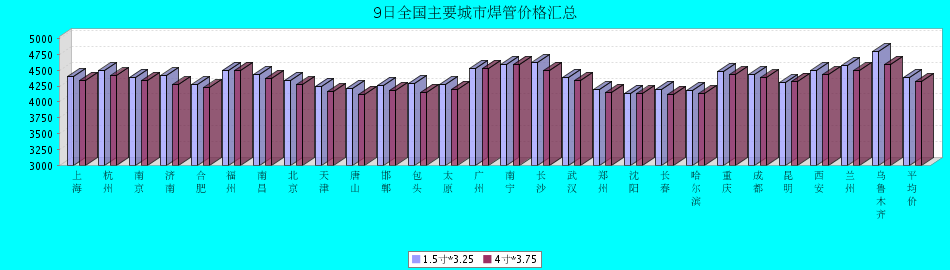 9日全国主要城市焊管价格汇总
5000
4750
4500
4250
4000
3750
3500
3250
3000
上海
杭州
南京
济南
合肥
福州
南昌
北京
天津
唐山
邯郸
包头
太原
广州
南宁
长沙
武汉
郑州
沈阳
长春
哈尔滨
重庆
成都
昆明
西安
兰州
乌鲁木齐
平均价
1.5寸*3.25
4寸*3.75